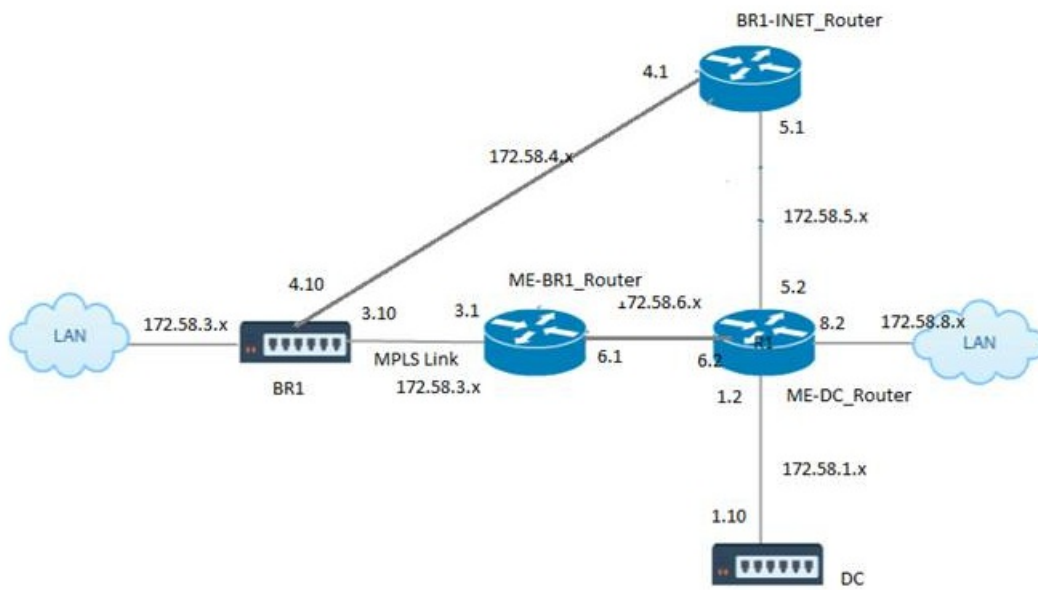 BR1-INET_Router
4.1
5.1
172.58.4.x
172.58.5.x
4.10
ME-BR1_Router
5.2
LAN
172.58.3.x
3.10
3.1
172.58.6.x
8.2
172.58.8.x
LAN
R1
MPLS Link
6.1
6.2
BR1
172.58.3.x
1.2
ME-DC_Router
172.58.1.x
1.10
DC